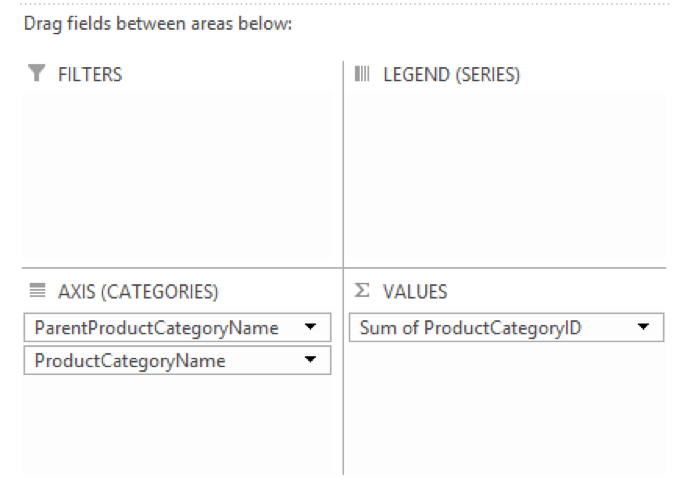 Drag fields between areas below:
FILTERS
LEGEND (SERIES)
AXIS (CATEGORIES)
ParentProductCategoryName
ProductCategoryName
Σ VALUES
Sum of ProductCategoryID